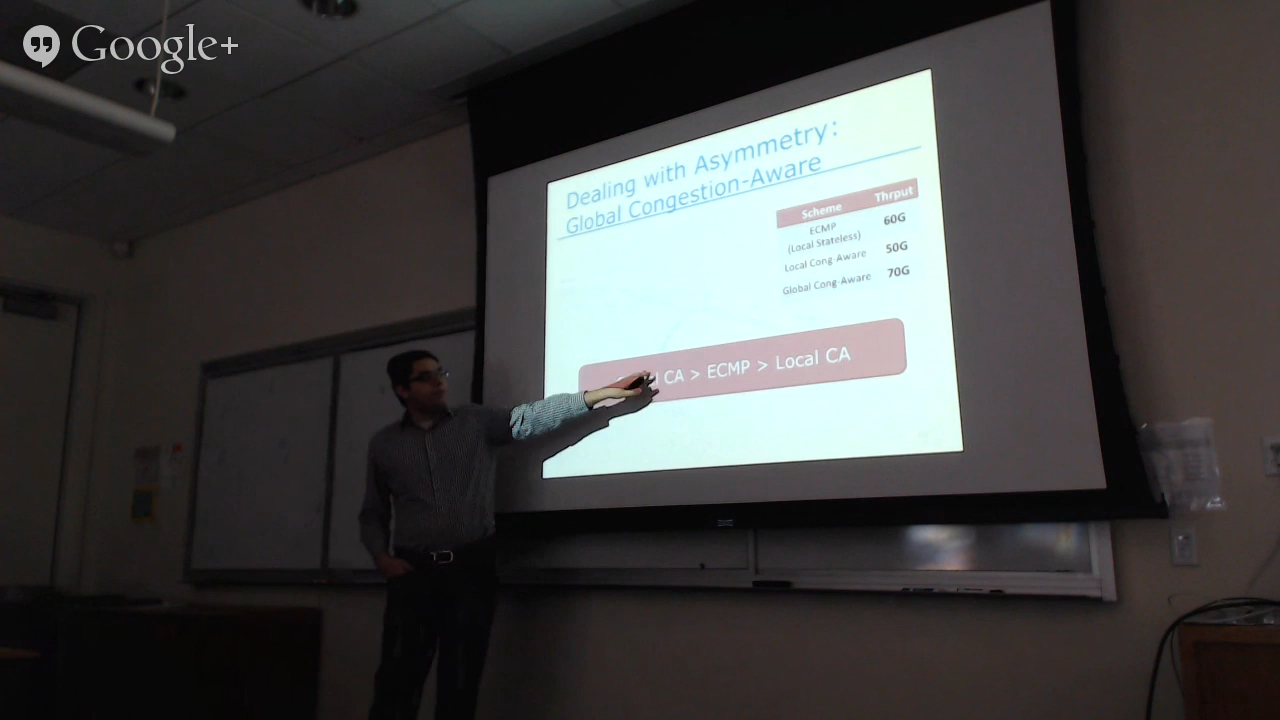 Google+
Dealing with Asymmetry:
Global Congestion-Aware
Scheme Thrput
ECMP
(Local Stateless) 60G
Local Cong Aware 50G
Global Cong-Aware 70G
CA > ECMP > Local CA